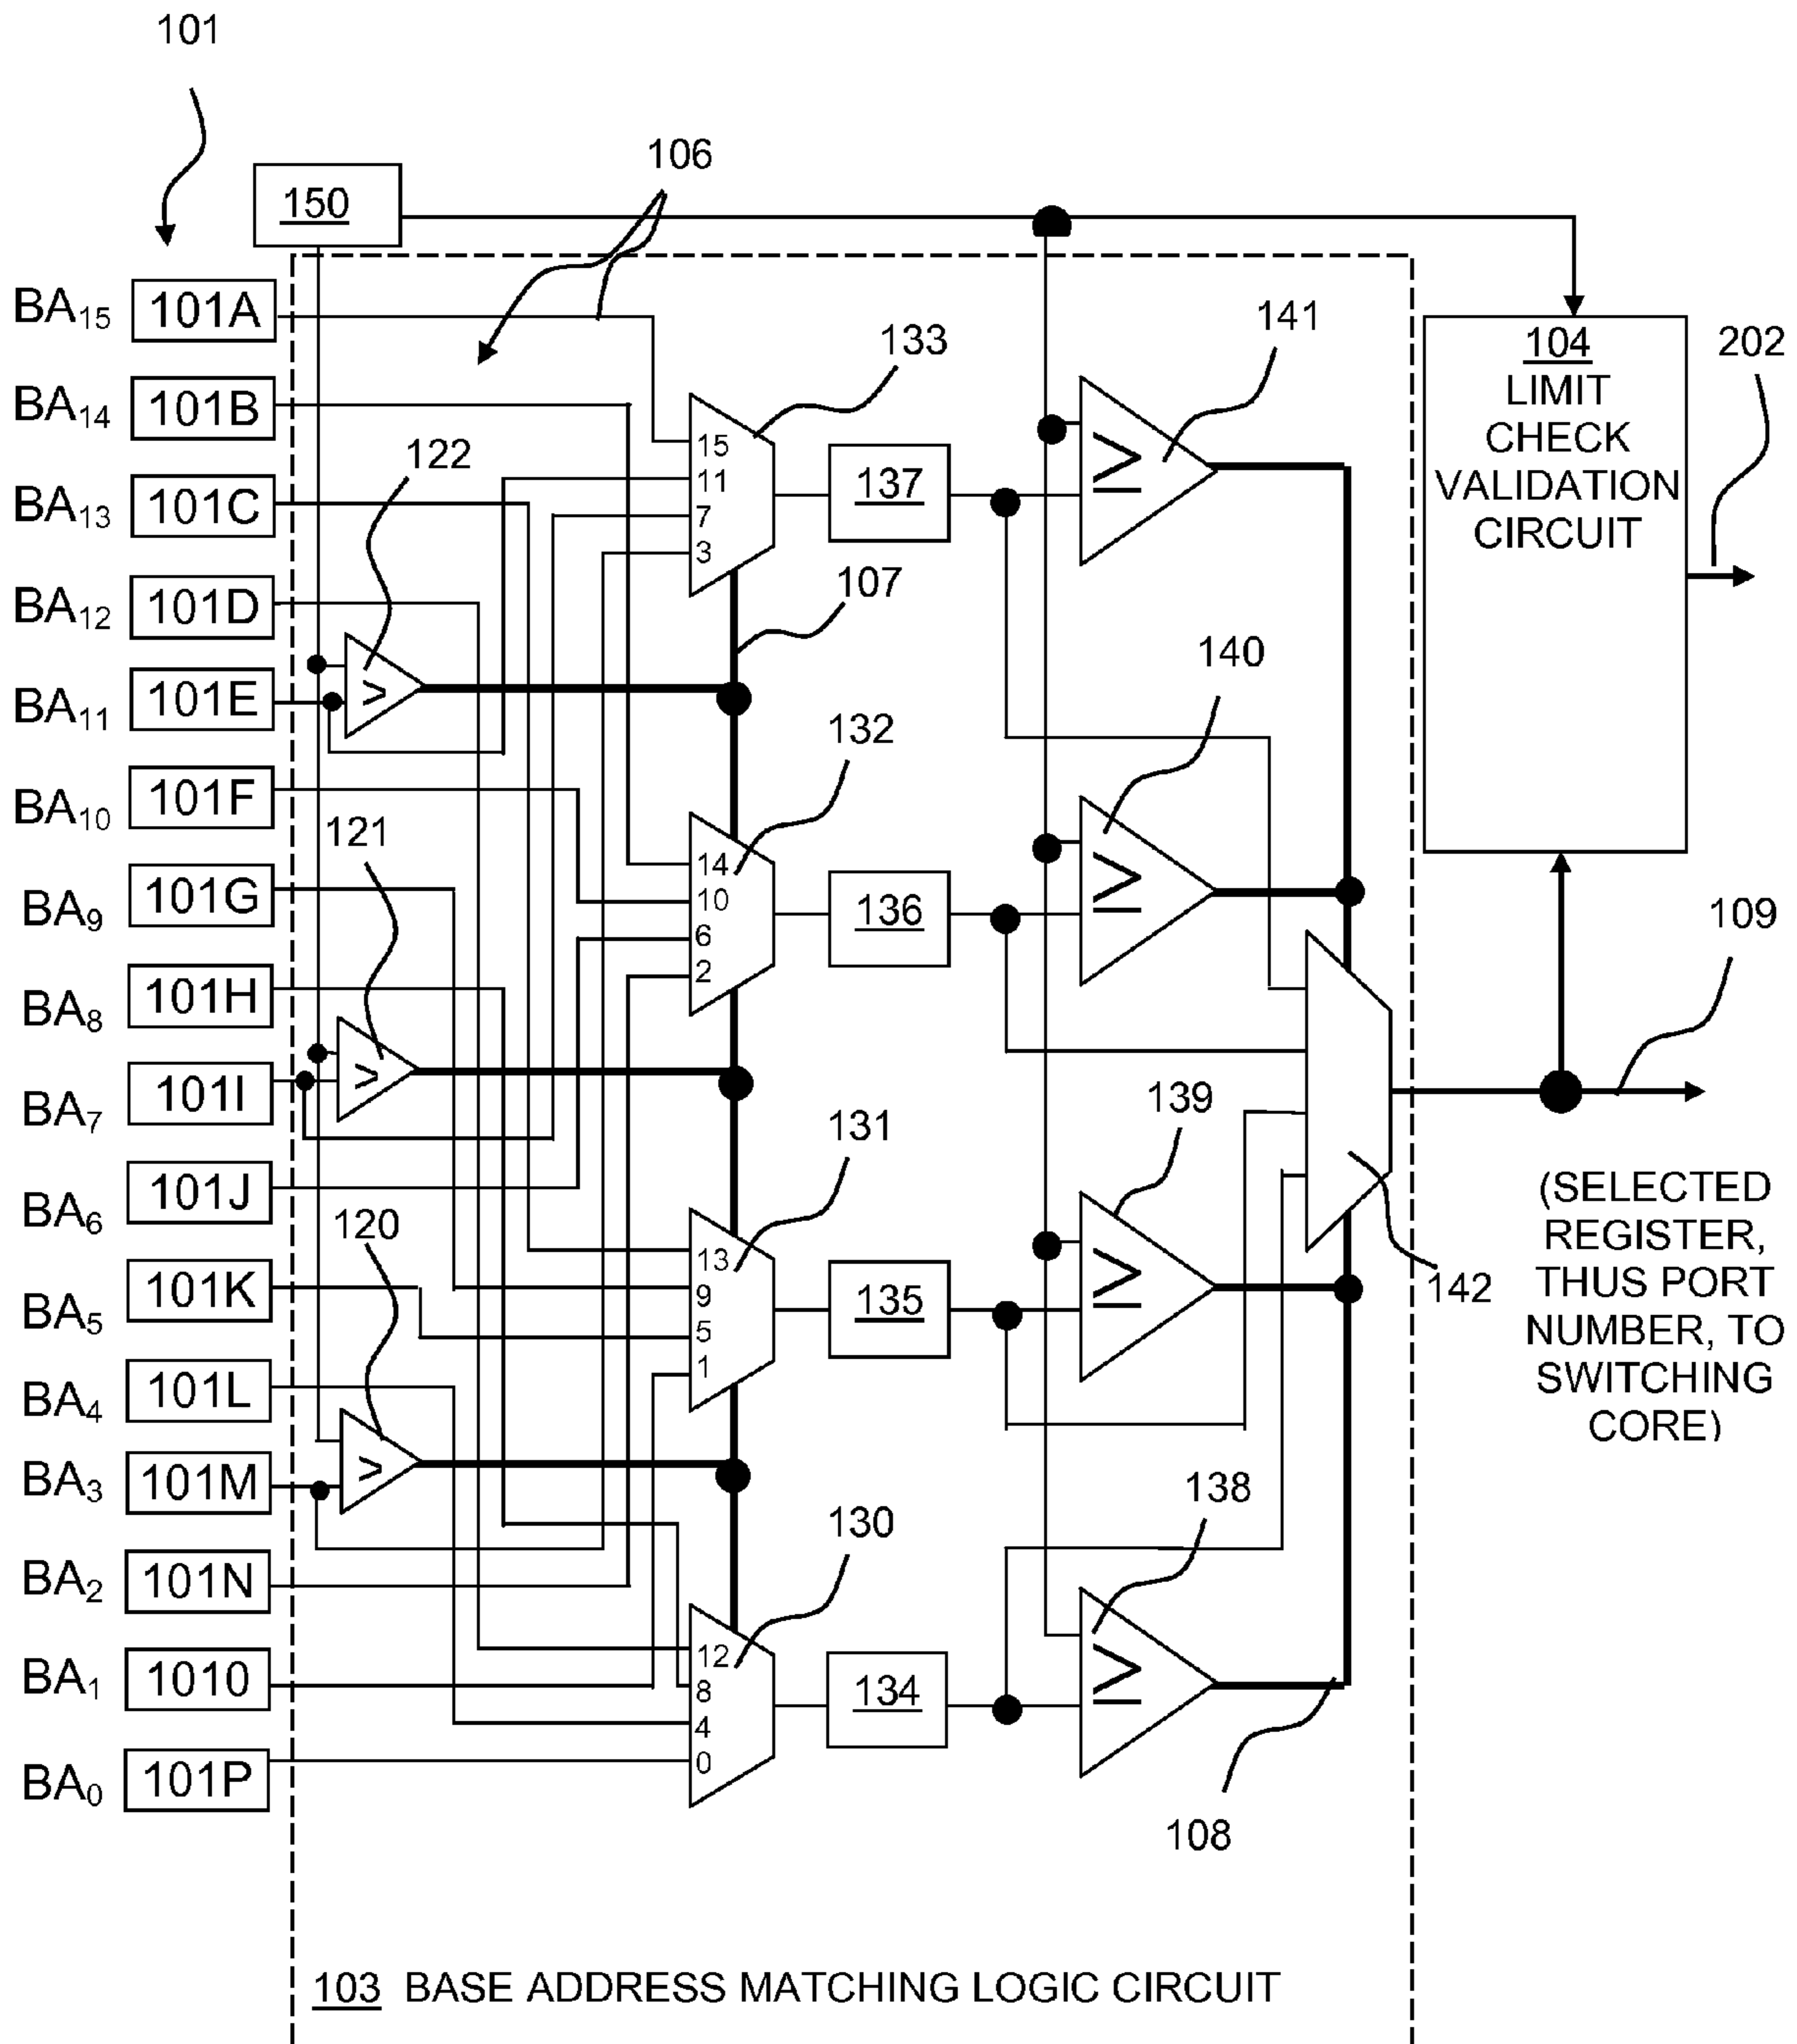 101
106
150
BA15 101A
141
133
104
202
LIMIT
CHECK
VALIDATION
CIRCUIT
BA14 101B
15
≥
122
11
137
BA13 101C
7
3
107
BA12 101D
140
BA11 101E
>
132
BA10 101F
121
14
≥
10
136
109
BA9 101G
6
2
BA8 101H
>
139
BA7 101I
131
(SELECTED
REGISTER,
THUS PORT
NUMBER, TO
SWITCHING
CORE)
BA6 101J
120
13
≥
142
BA5 101K
9
135
5
1
BA4 101L
>
138
BA3 101M
130
BA2 101N
12
≥
BA1 1010
8
134
4
0
BA0 101P
108
103 BASE ADDRESS MATCHING LOGIC CIRCUIT